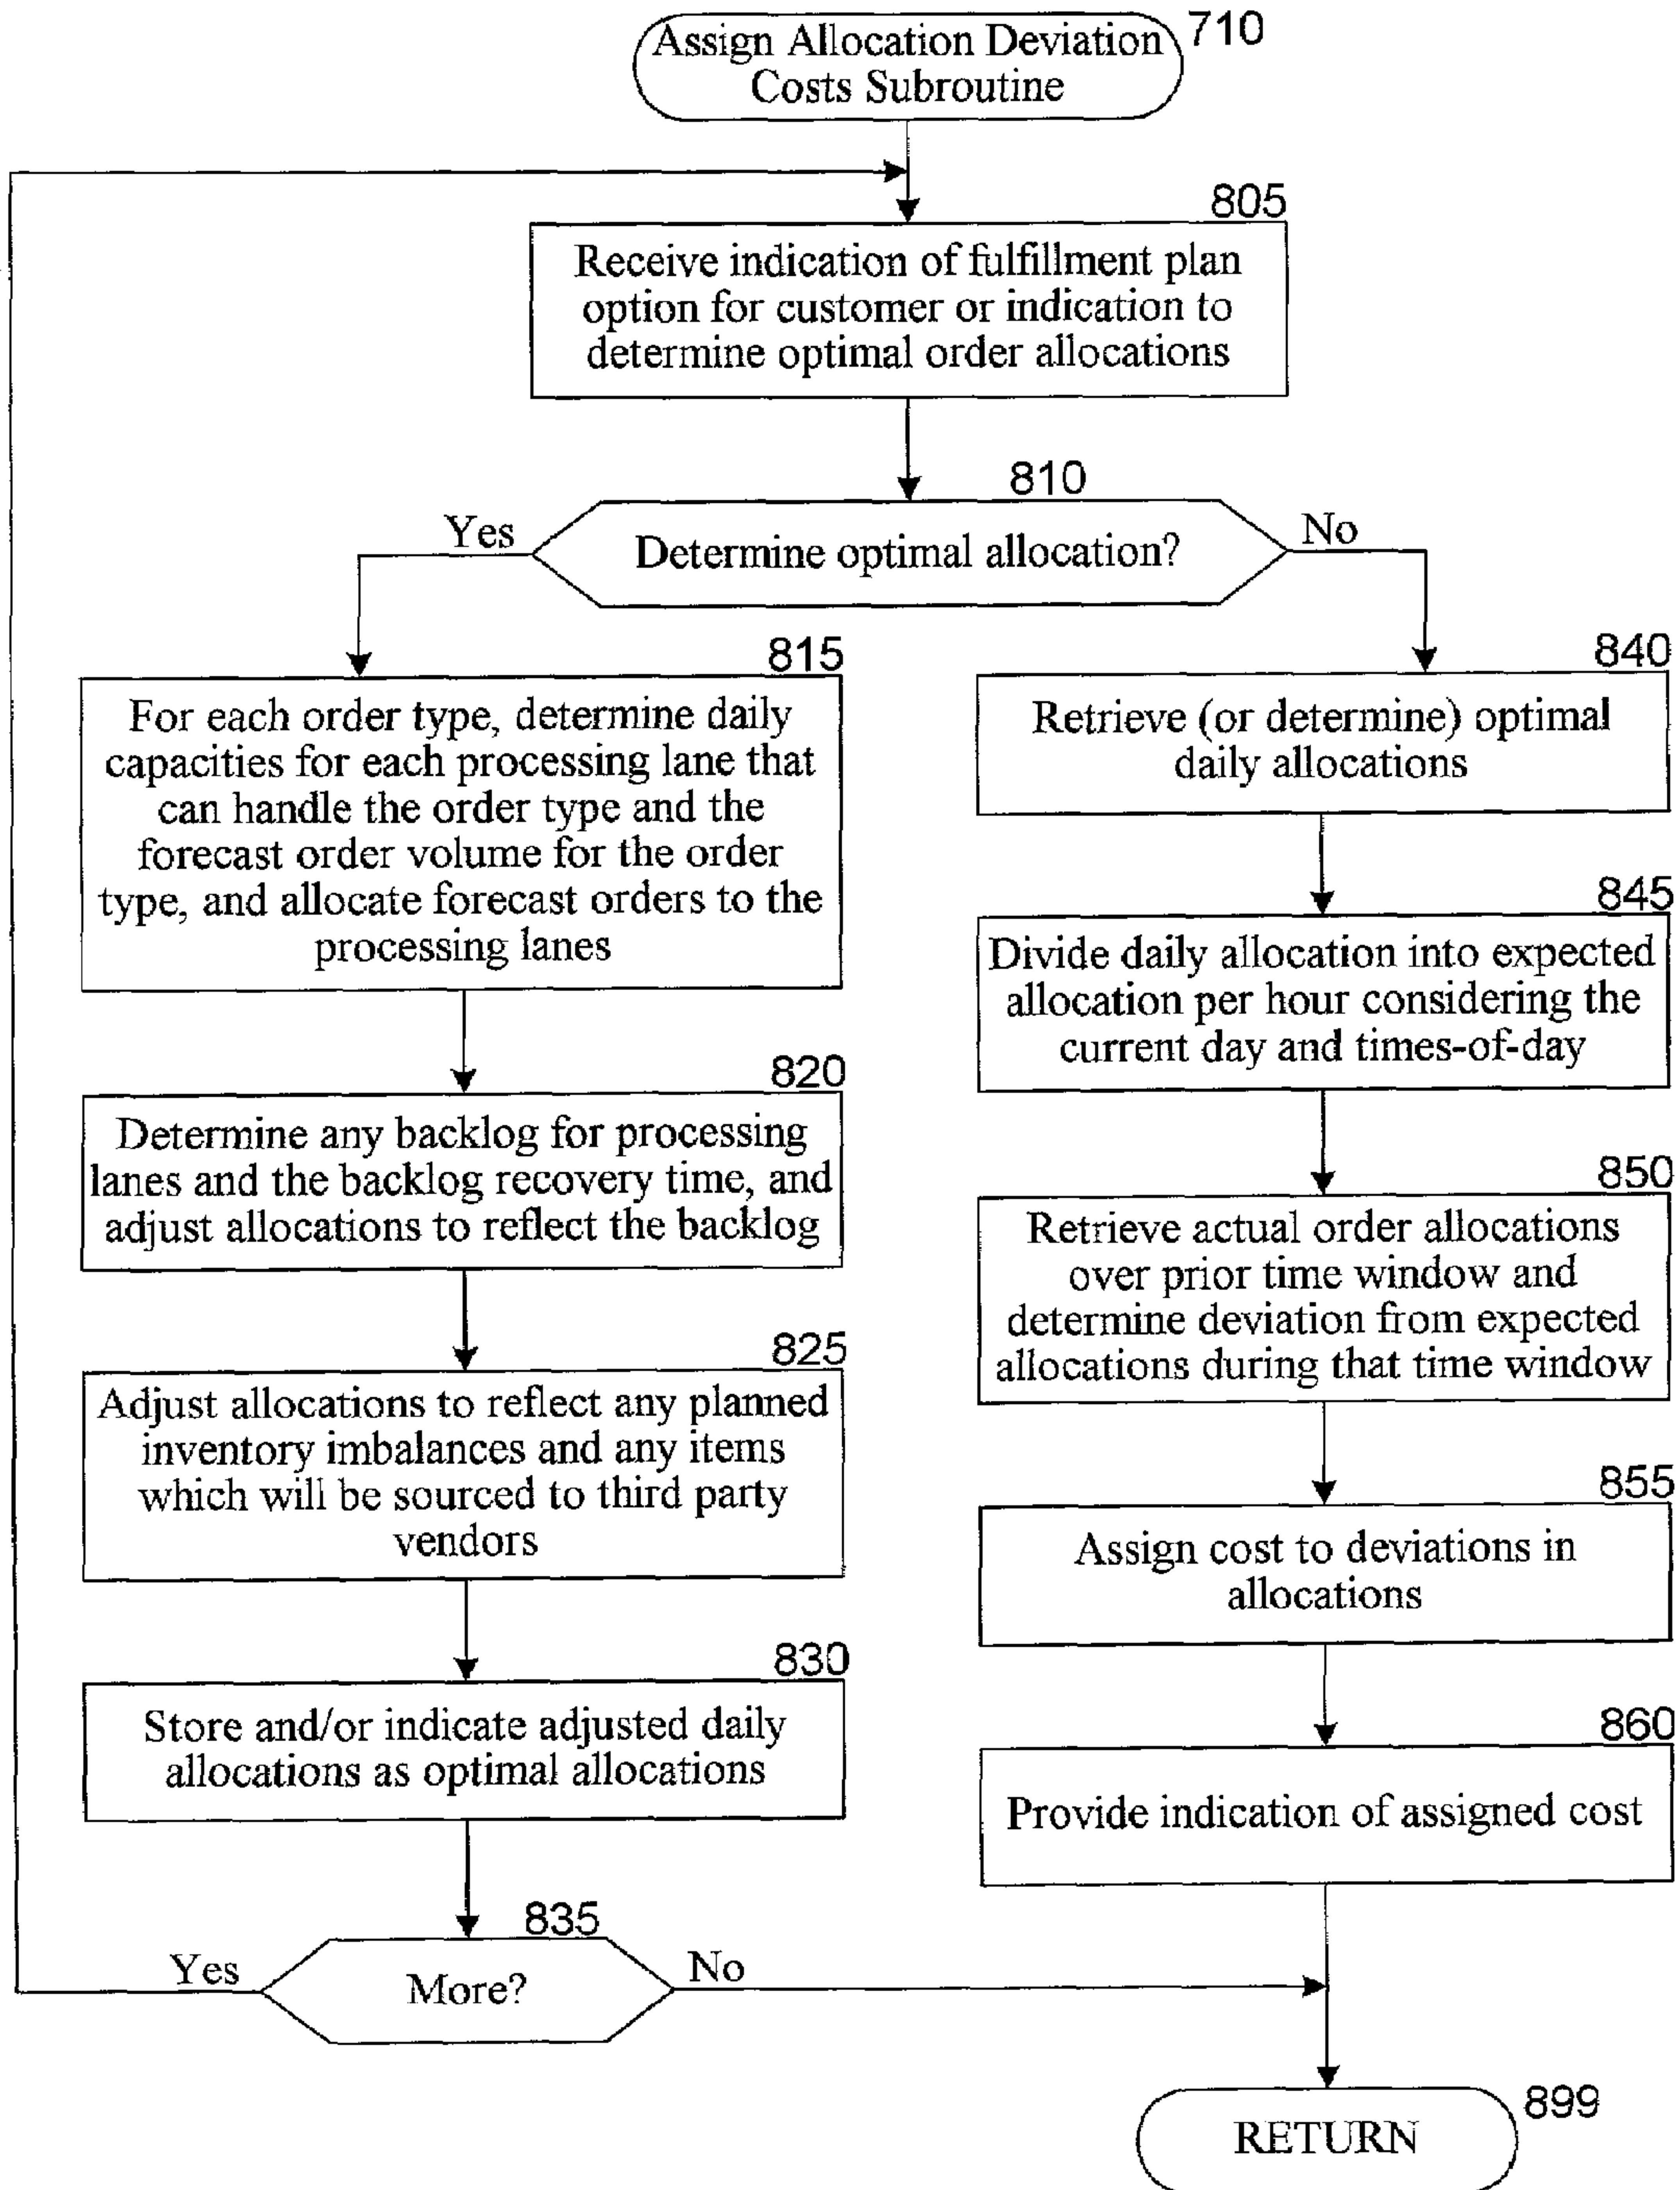 Assign Allocation Deviation
Costs Subroutine
710
805
Receive indication of fulfillment plan
option for customer or indication to
determine optimal order allocations
810
Yes
Determine optimal allocation?
No
815
For each order type, determine daily
capacities for each processing lane that
can handle the order type and the
forecast order volume for the order
type, and allocate forecast orders to the
processing lanes
820
Determine any backlog for processing
lanes and the backlog recovery time, and
adjust allocations to reflect the backlog
825
Adjust allocations to reflect any planned
inventory imbalances and any items
which will be sourced to third party
vendors
830
Store and/or indicate adjusted daily
allocations as optimal allocations
835
Yes
More?
No
840
Retrieve (or determine) optimal
daily allocations
845
Divide daily allocation into expected
allocation per hour considering the
current day and times-of-day
850
Retrieve actual order allocations
over prior time window and
determine deviation from expected
allocations during that time window
855
Assign cost to deviations in
allocations
860
Provide indication of assigned cost
899
RETURN